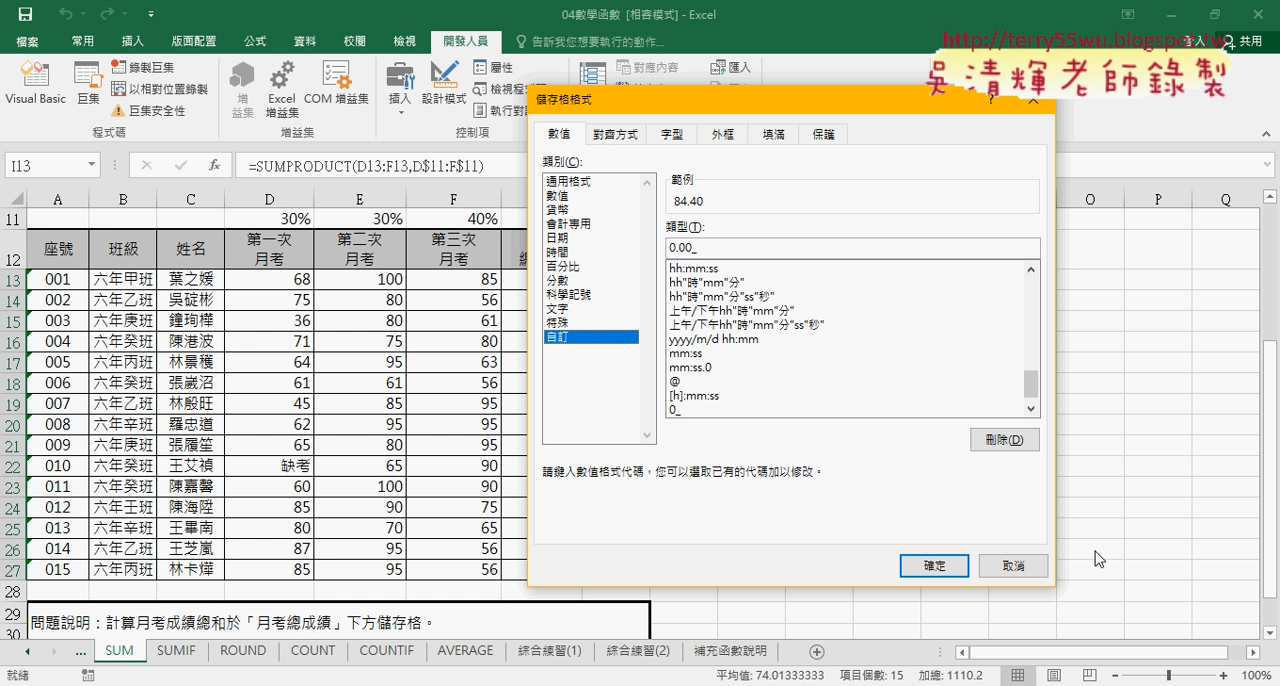 04數學函數 [相容模式] - Excel
檔案 常用 插入 版面配置 公式 資料 校閱 檢視 開發人員 告訴我您想要執行的動作... 登入 共用
http://terry55wu.blogspot.tw
吳清輝老師錄製
Visual Basic 巨集 錄製巨集 以相對位置錄製 巨集安全性
增益集 Excel 增益集 COM 增益集 插入 設計模式 屬性 檢視程 執行對 對應內容 匯入
程式碼 增益集 控制項
I13 =SUMPRODUCT(D13:F13,D$11:F$11)
A B C D E F O P Q
11 30% 30% 40%
12 座號 班級 姓名 第一次月考 第二次月考 第三次月考
13 001 六年甲班 葉之媛 68 100 85
14 002 六年乙班 吳碇彬 75 80 56
15 003 六年庚班 鐘珣樺 36 80 61
16 004 六年癸班 陳港波 71 75 80
17 005 六年丙班 林景穫 64 95 63
18 006 六年癸班 張嵗沼 61 61 56
19 007 六年乙班 林殷旺 45 85 95
20 008 六年辛班 羅忠道 62 95 95
21 009 六年庚班 張履笙 65 80 95
22 010 六年癸班 王艾禎 缺考 65 90
23 011 六年癸班 陳嘉馨 60 100 90
24 012 六年壬班 陳海陞 85 90 75
25 013 六年辛班 王畢南 80 70 65
26 014 六年乙班 王芝嵐 87 95 56
27 015 六年丙班 林卡燁 85 95 56
28
29 問題說明：計算月考成績總和於「月考總成績」下方儲存格。
30
儲存格格式 ?
數值 對齊方式 字型 外框 填滿 保護
類別(C):
通用格式
數值
貨幣
會計專用
日期
時間
百分比
分數
科學記號
文字
特殊
自訂
範例
84.40
類型(T):
0.00_
hh:mm:ss
hh"時"mm"分"
hh"時"mm"分"ss"秒"
上午/下午hh"時"mm"分"
上午/下午hh"時"mm"分"ss"秒"
yyyy/m/d hh:mm
mm:ss
mm:ss.0
@
[h]:mm:ss
0_
刪除(D)
請鍵入數值格式代碼，您可以選取已有的代碼加以修改。
確定 取消
... SUM SUMIF ROUND COUNT COUNTIF AVERAGE 綜合練習(1) 綜合練習(2) 補充函數說明
就緒 平均值: 74.01333333 項目個數: 15 加總: 1110.2 100%